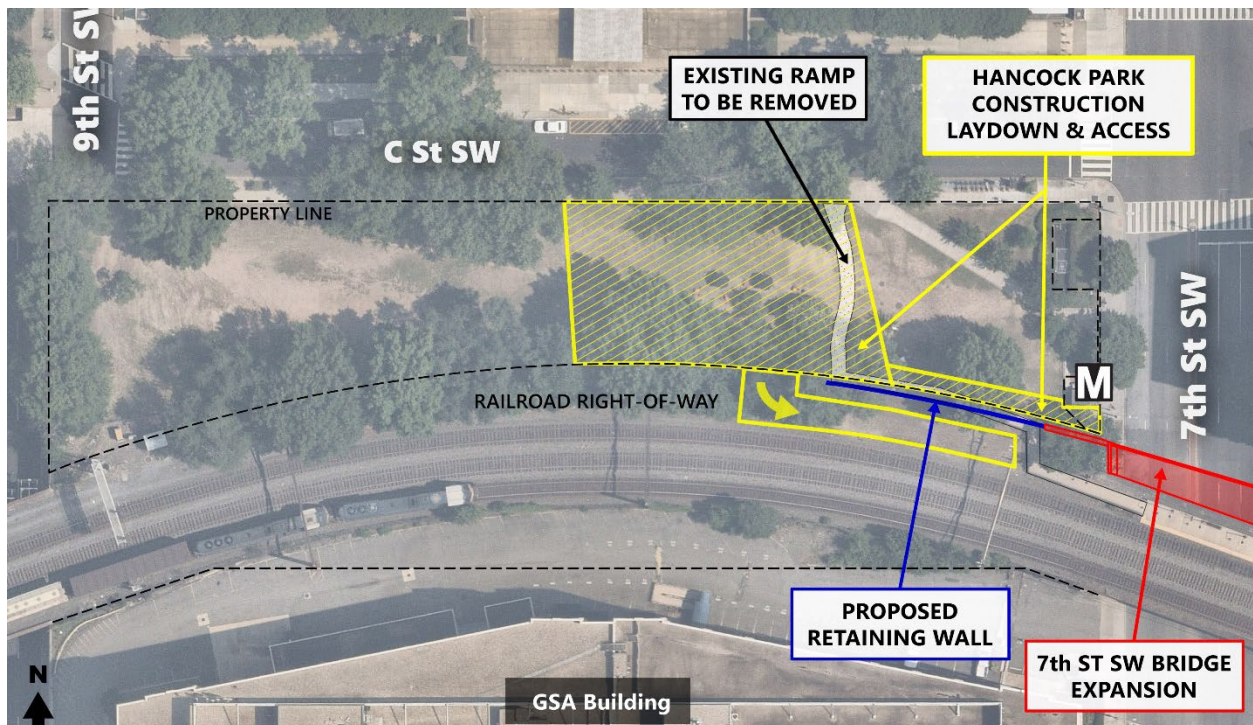 9th St SW
EXISTING RAMP
TO BE REMOVED
HANCOCK PARK
CONSTRUCTION
LAYDOWN & ACCESS
C St SW
PROPERTY LINE
7th St SW
M
RAILROAD RIGHT-OF-WAY
PROPOSED
RETAINING WALL
7th ST SW BRIDGE
EXPANSION
N
GSA Building